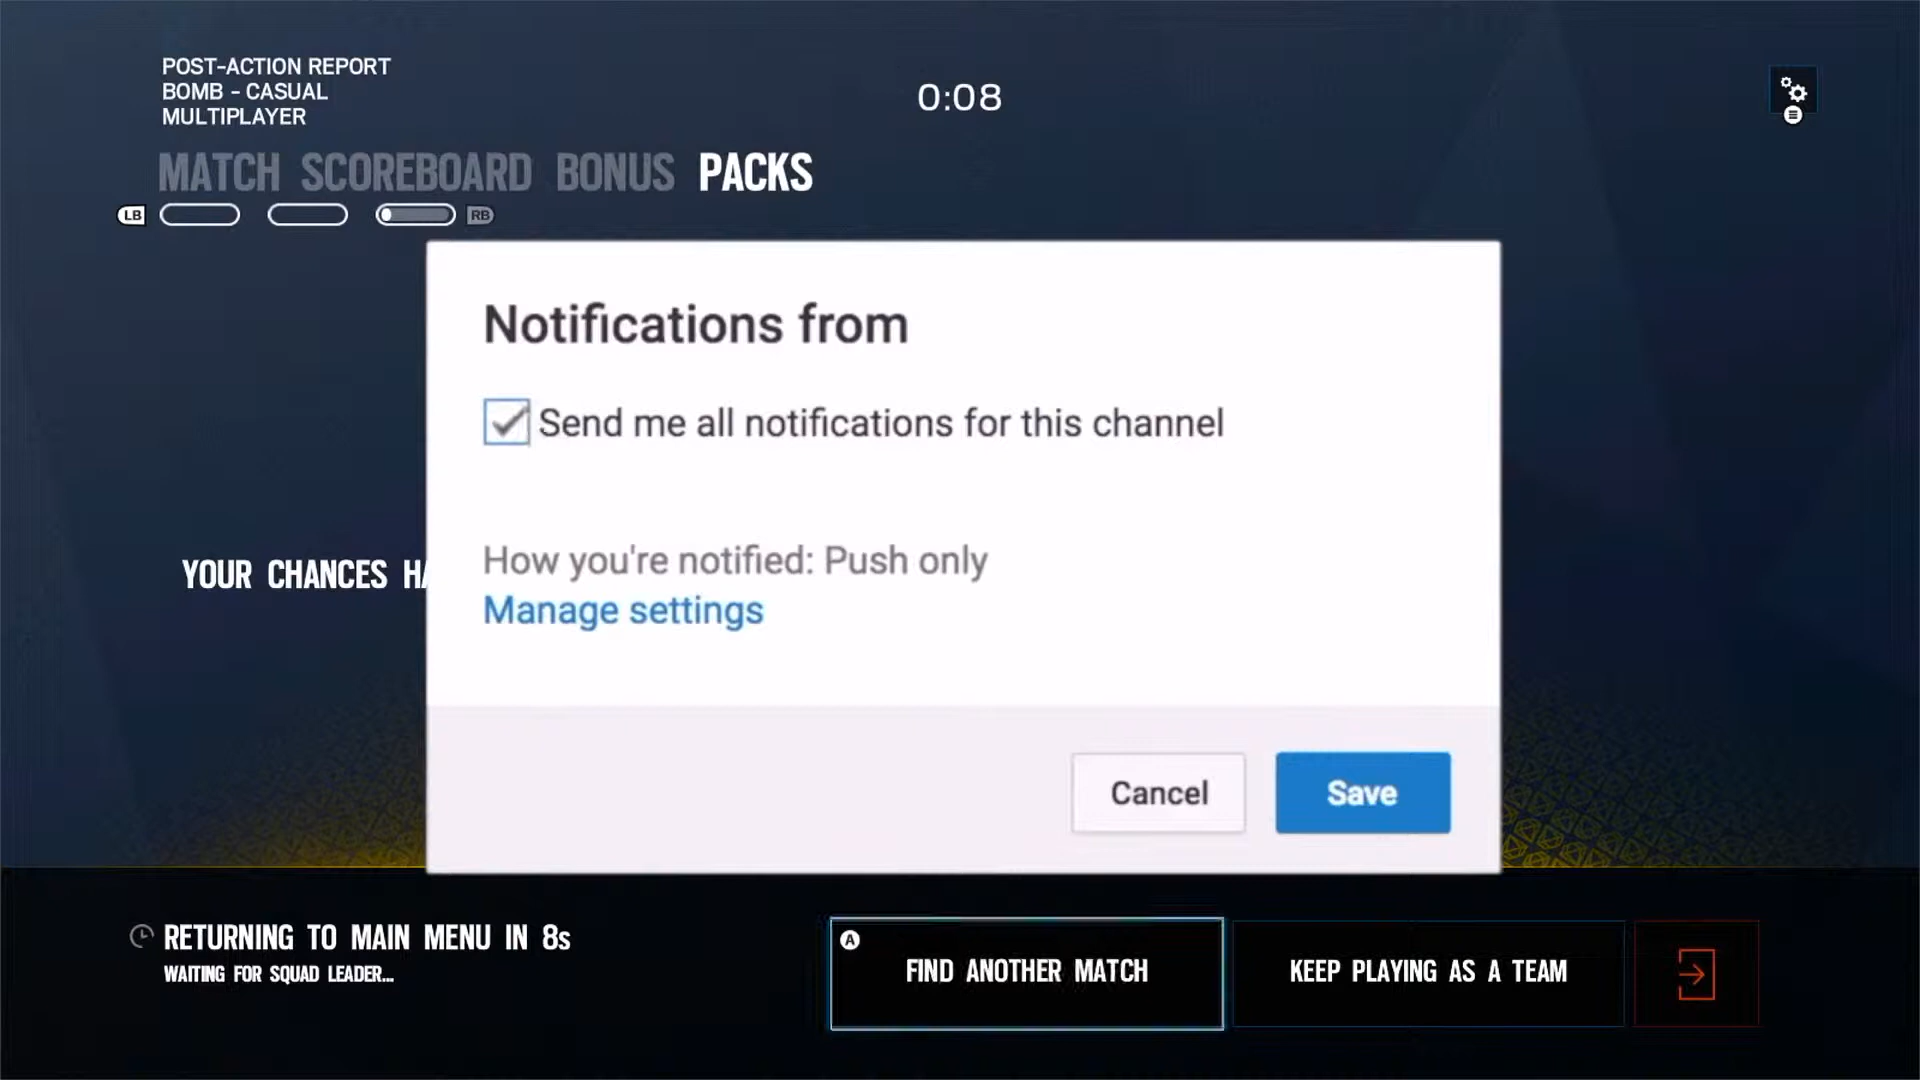 POST-ACTION REPORT
BOMB - CASUAL
MULTIPLAYER
0:08
MATCH SCOREBOARD BONUS PACKS
LB RB
Notifications from
Send me all notifications for this channel
YOUR CHANCES HA
How you're notified: Push only
Manage settings
Cancel Save
RETURNING TO MAIN MENU IN 8s
WAITING FOR SQUAD LEADER...
A
FIND ANOTHER MATCH
KEEP PLAYING AS A TEAM